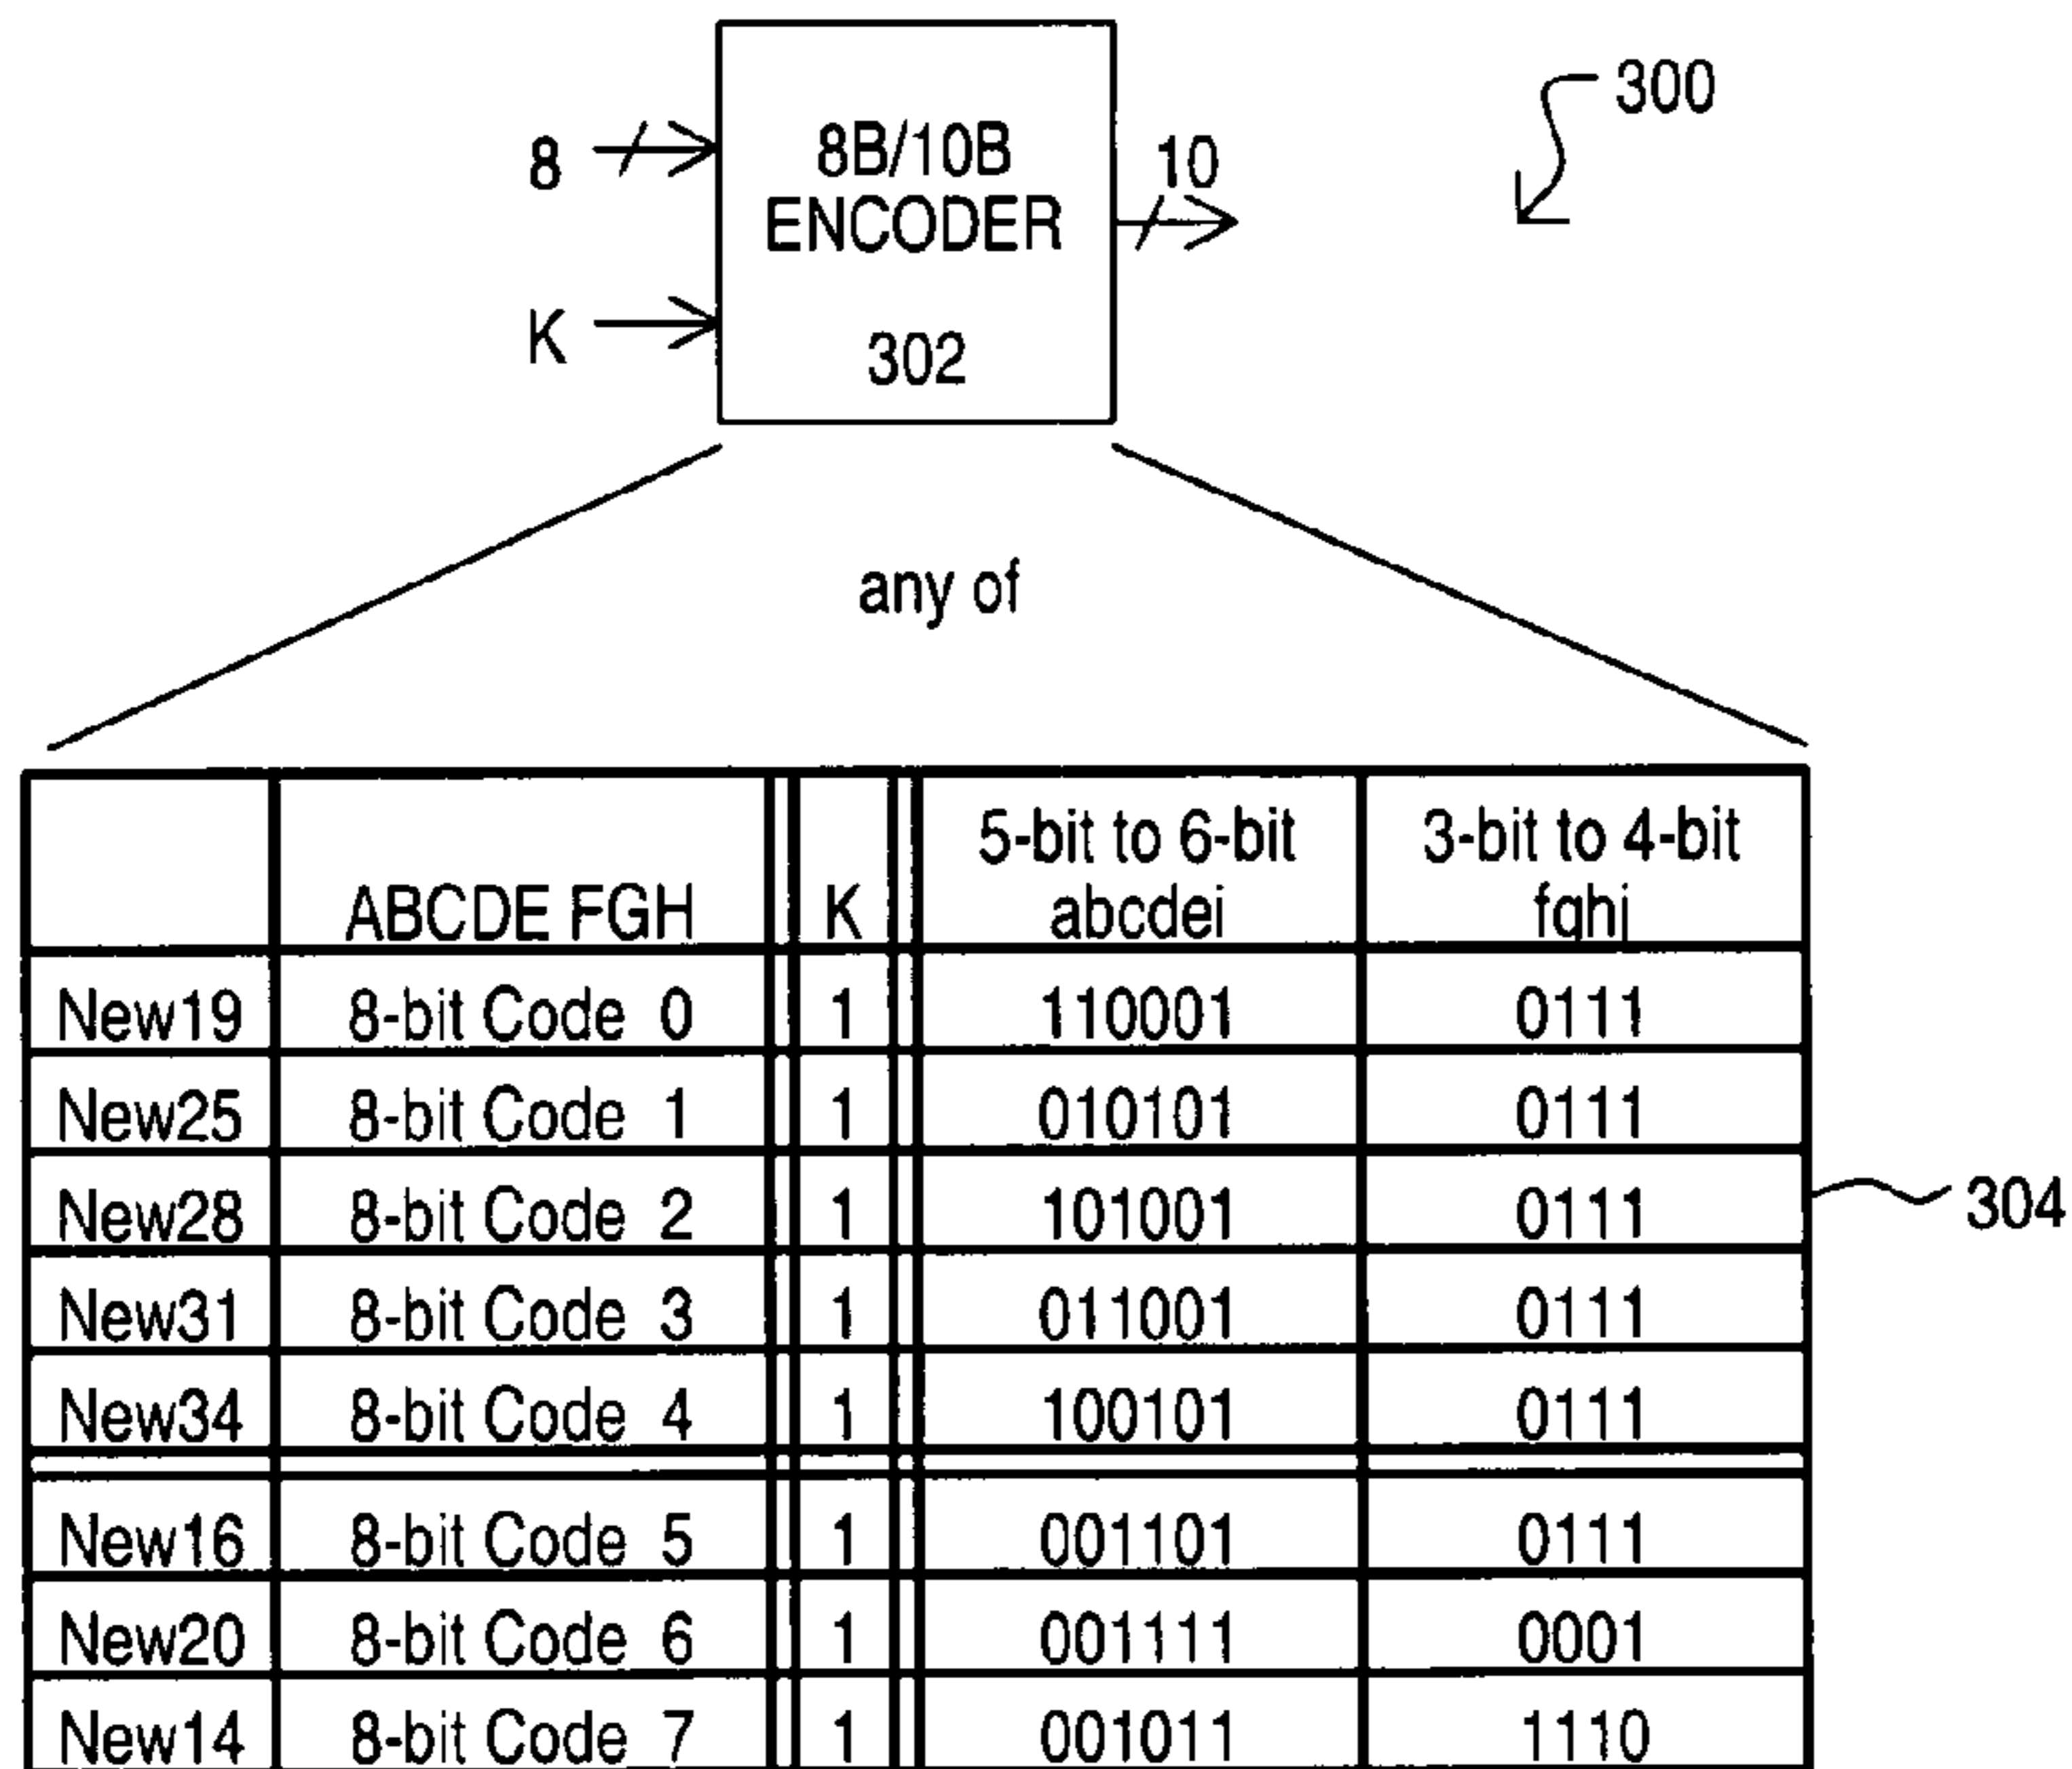 300
8 8B/10B 10
ENCODER
K
302
any of
5-bit to 6-bit 3-bit to 4-bit
ABCDE FGH K abcdei fghj
New19 8-bit Code 0 1 110001 0111
New25 8-bit Code 1 1 010101 0111
New28 8-bit Code 2 1 101001 0111
304
New31 8-bit Code 3 1 011001 0111
New34 8-bit Code 4 1 100101 0111
New16 8-bit Code 5 1 001101 0111
New20 8-bit Code 6 1 001111 0001
New14 8-bit Code 7 1 001011 1110